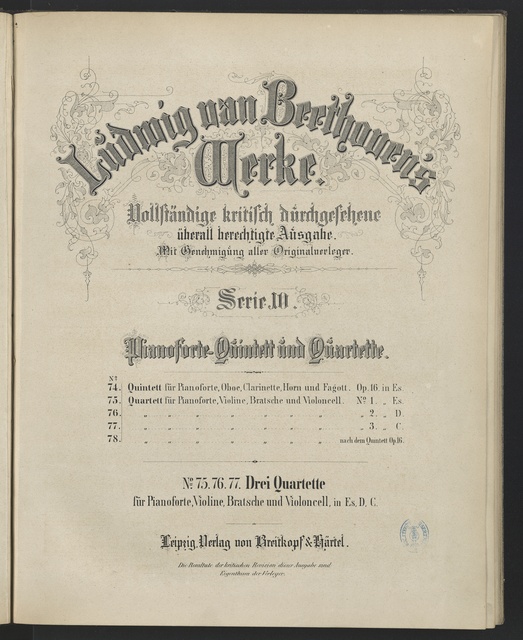 Ludwig van Beethoven's
Werke.
Vollständige kritisch durchgesehene
überall berechtigte Ausgabe.
Mit Genehmigung aller Originalverleger.
Serie 10.
Pianoforte-Quintett und Quartette.
No.
74. Quintett für Pianoforte, Oboe, Clarinette, Horn und Fagott. Op. 16. in Es.
75. Quartett für Pianoforte, Violine, Bratsche und Violoncell. No. 1. „ Es.
76. „ „ „ „ „ „ 2. „ D.
77. „ „ „ „ „ „ 3. „ C.
78. „ „ „ „ „ nach dem Quintett Op. 16.
No. 75. 76. 77. Drei Quartette
für Pianoforte, Violine, Bratsche und Violoncell, in Es, D, C.
Leipzig, Verlag von Breitkopf & Härtel.
Die Resultate der kritischen Revision dieser Ausgabe sind
Eigenthum der Verleger.